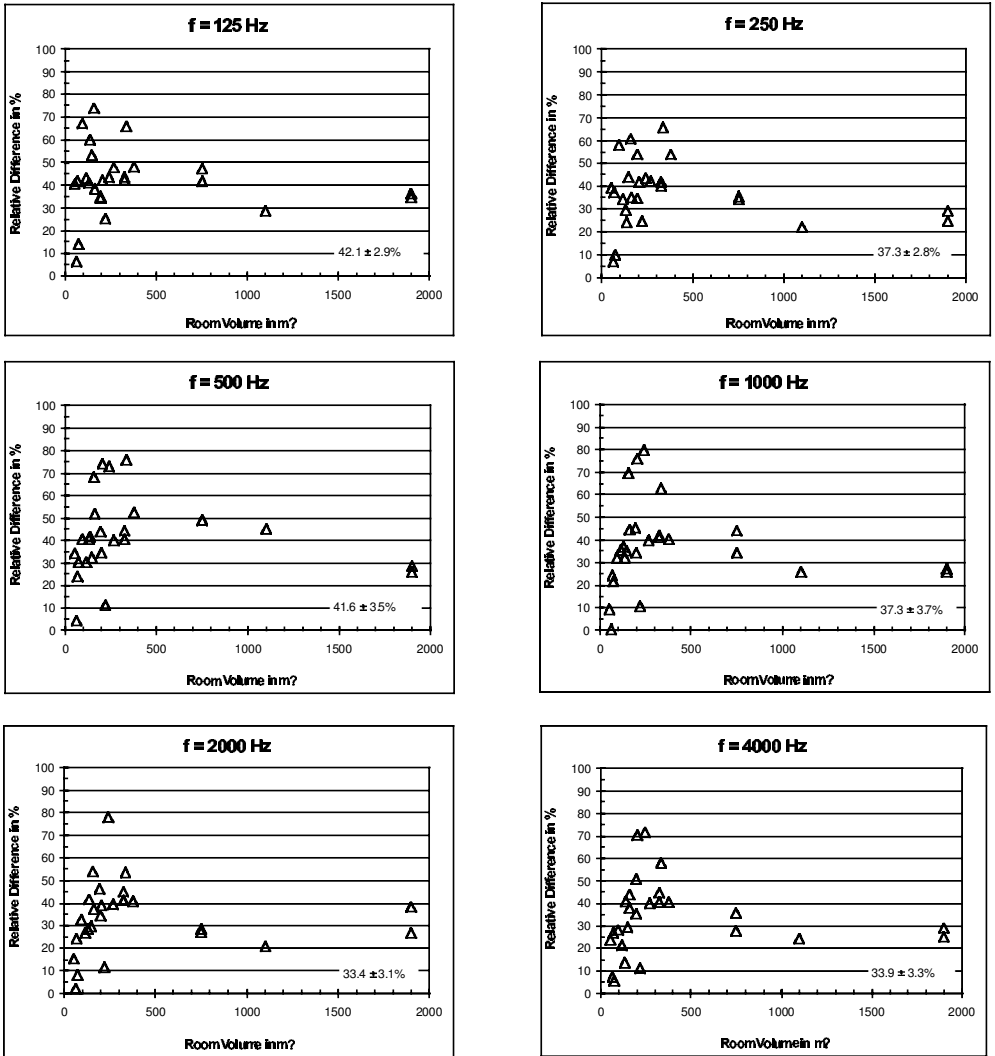 f = 125 Hz
100
90
80
70
60
50
40
30
20
10
0
Relative Difference in %
42.1 ± 2.9%
0 500 1000 1500 2000
Room Volume in m?
f = 250 Hz
100
90
80
70
60
50
40
30
20
10
0
Relative Difference in %
37.3 ± 2.8%
0 500 1000 1500 2000
Room Volume in m?
f = 500 Hz
100
90
80
70
60
50
40
30
20
10
0
Relative Difference in %
41.6 ± 3.5%
0 500 1000 1500 2000
Room Volume in m?
f = 1000 Hz
100
90
80
70
60
50
40
30
20
10
0
Relative Difference in %
37.3 ± 3.7%
0 500 1000 1500 2000
Room Volume in m?
f = 2000 Hz
100
90
80
70
60
50
40
30
20
10
0
Relative Difference in %
33.4 ± 3.1%
0 500 1000 1500 2000
Room Volume in m?
f = 4000 Hz
100
90
80
70
60
50
40
30
20
10
0
Relative Difference in %
33.9 ± 3.3%
0 500 1000 1500 2000
Room Volume in m?